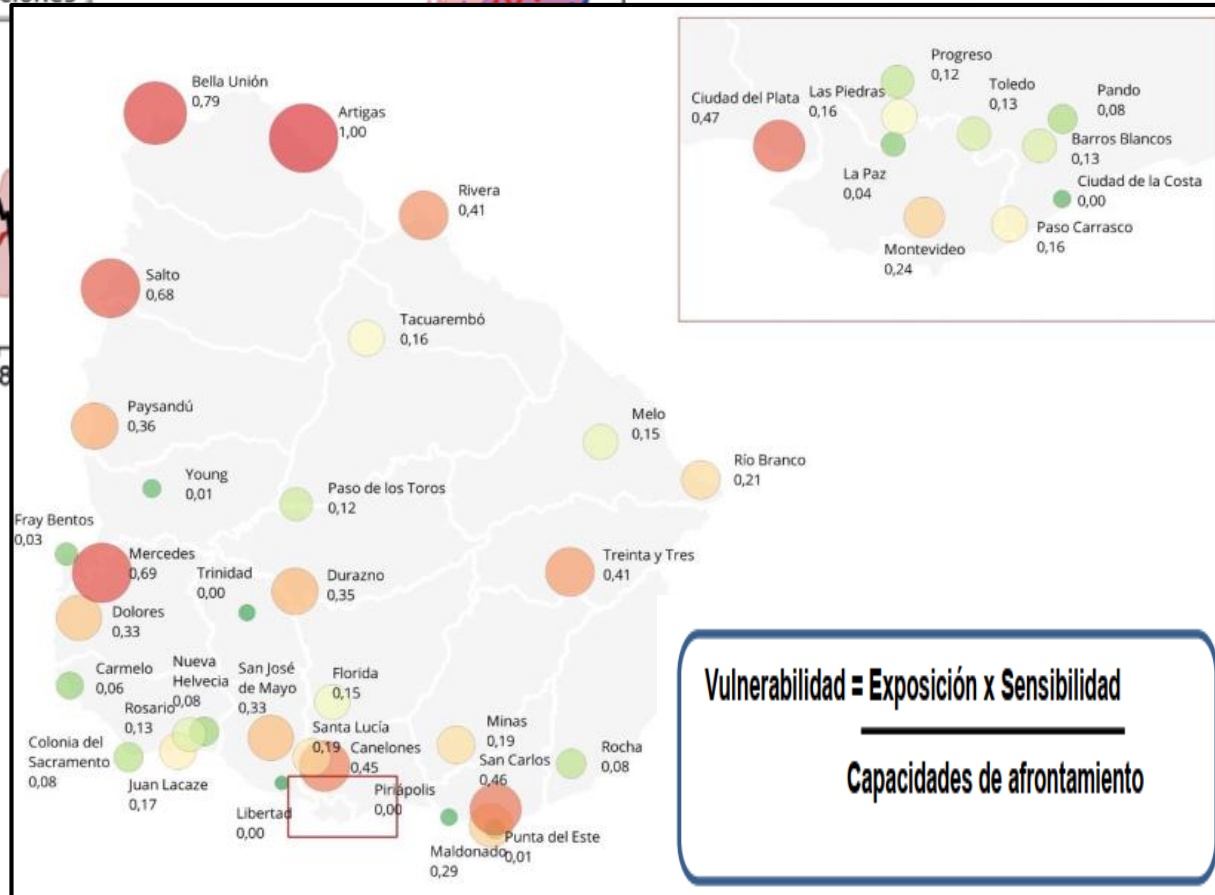 ciones
8
Bella Unión
0,79
Artigas
1,00
Rivera
0,41
Salto
0,68
Tacuarembó
0,16
Paysandú
0,36
Melo
0,15
Río Branco
0,21
Young
0,01
Paso de los Toros
0,12
Fray Bentos
0,03
Mercedes
0,69
Trinidad
0,00
Durazno
0,35
Treinta y Tres
0,41
Dolores
0,33
Carmelo
0,06
Nueva
Helvecia
0,08
San José
de Mayo
0,33
Florida
0,15
Rosario
0,13
Santa Lucía
0,19
Canelones
0,45
Minas
0,19
San Carlos
0,46
Rocha
0,08
Colonia del
Sacramento
0,08
Juan Lacaze
0,17
Libertad
0,00
Piriápolis
0,00
Punta del Este
0,01
Maldonado
0,29
Progreso
0,12
Toledo
0,13
Pando
0,08
Ciudad del Plata
0,47
Las Piedras
0,16
Barros Blancos
0,13
La Paz
0,04
Ciudad de la Costa
0,00
Paso Carrasco
0,16
Montevideo
0,24
Vulnerabilidad = Exposición x Sensibilidad
Capacidades de afrontamiento